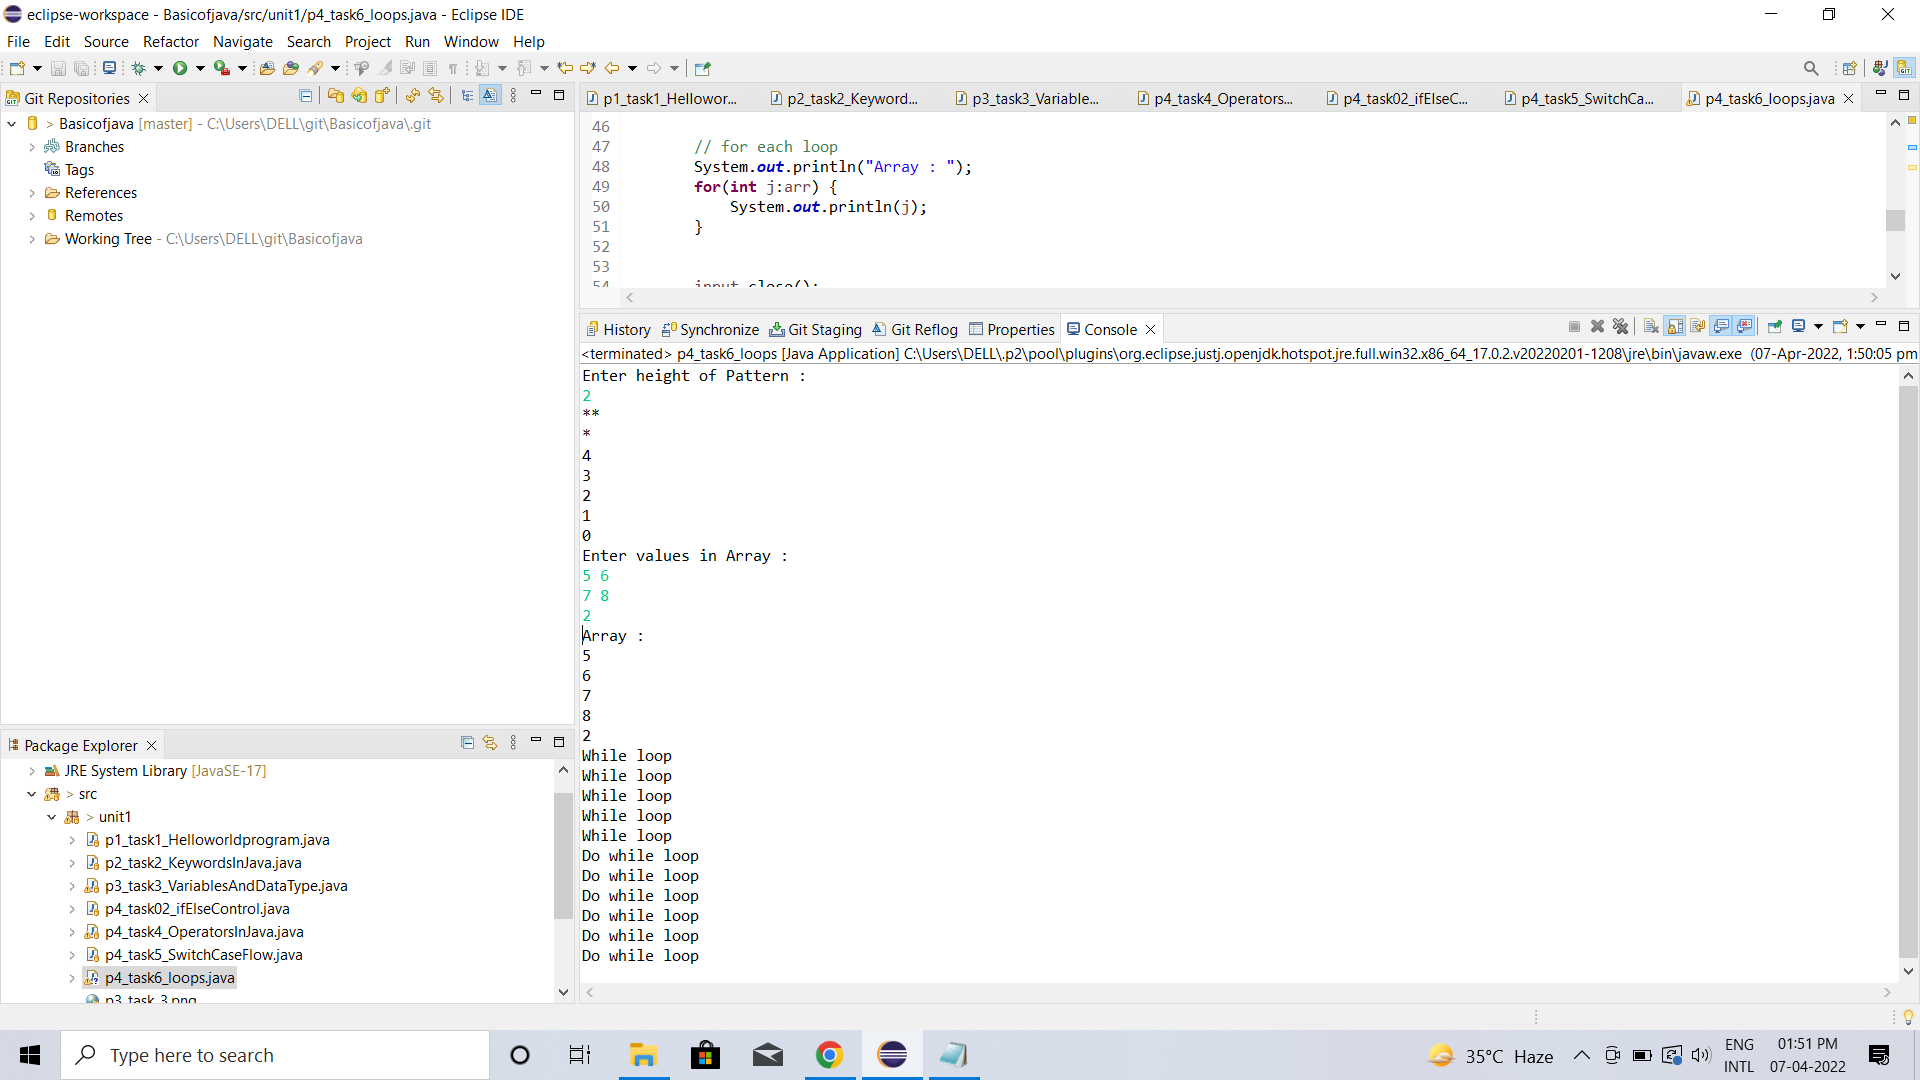 eclipse-workspace - Basicofjava/src/unit1/p4_task6_loops.java - Eclipse IDE
File Edit Source Refactor Navigate Search Project Run Window Help
Git Repositories
> Basicofjava [master] - C:\Users\DELL\git\Basicofjava\.git
Branches
Tags
References
Remotes
Working Tree - C:\Users\DELL\git\Basicofjava
Package Explorer
JRE System Library [JavaSE-17]
> src
> unit1
p1_task1_Helloworldprogram.java
p2_task2_KeywordsInJava.java
p3_task3_VariablesAndDataType.java
p4_task02_ifElseControl.java
p4_task4_OperatorsInJava.java
p4_task5_SwitchCaseFlow.java
p4_task6_loops.java
p3_task_3.png
p1_task1_Hellowor... p2_task2_Keyword... p3_task3_Variable... p4_task4_Operators... p4_task02_ifElseC... p4_task5_SwitchCa... p4_task6_loops.java
46
47 // for each loop
48 System.out.println("Array : ");
49 for(int j:arr) {
50 System.out.println(j);
51 }
52
53
54 input.close();
History Synchronize Git Staging Git Reflog Properties Console
<terminated> p4_task6_loops [Java Application] C:\Users\DELL\.p2\pool\plugins\org.eclipse.justj.openjdk.hotspot.jre.full.win32.x86_64_17.0.2.v20220201-1208\jre\bin\javaw.exe (07-Apr-2022, 1:50:05 pm
Enter height of Pattern :
2
**
*
4
3
2
1
0
Enter values in Array :
5 6
7 8
2
Array :
5
6
7
8
2
While loop
While loop
While loop
While loop
While loop
Do while loop
Do while loop
Do while loop
Do while loop
Do while loop
Do while loop
Type here to search
35°C Haze
ENG
INTL
01:51 PM
07-04-2022